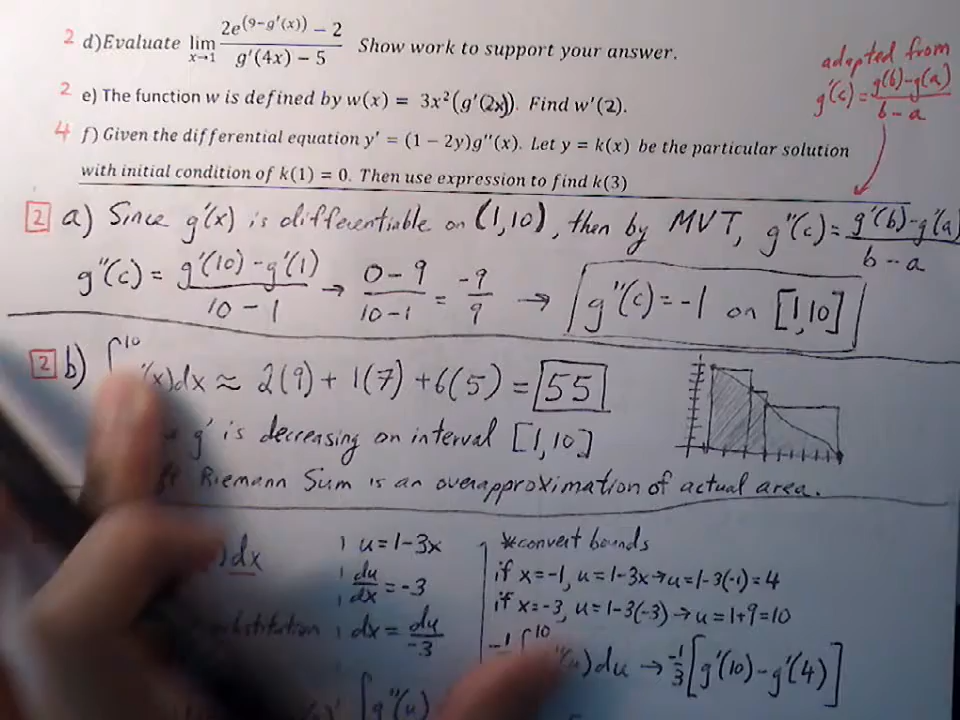 2 d) Evaluate lim x→1 2e^(9−g′(x)) − 2 / g′(4x) − 5 Show work to support your answer.
adapted from
g'(c) = g(b)-g(a) / b-a
2 e) The function w is defined by w(x) = 3x²(g′(2x)). Find w′(2).
4 f) Given the differential equation y′ = (1 − 2y)g″(x). Let y = k(x) be the particular solution
with initial condition of k(1) = 0. Then use expression to find k(3)
2 a) Since g'(x) is differentiable on (1,10), then by MVT, g"(c) = g'(b)-g'(a / b-a
g"(c) = g'(10) - g'(1) / 10 - 1 → 0-9 / 10-1 = -9/9 → g"(c) = -1 on [1,10]
2 b) ∫^10 '(x)dx ≈ 2(9) + 1(7) + 6(5) = 55
g' is decreasing on interval [1,10]
Riemann Sum is an overapproximation of actual area.
dx u = 1-3x *convert bounds
du/dx = -3 if x=-1, u=1-3x → u=1-3(-1)=4
dx = du/-3 if x=-3, u=1-3(-3) → u=1+9=10
∫^10 (u)du → -1/3 [g'(10)-g'(4)]
∫ g"(u)